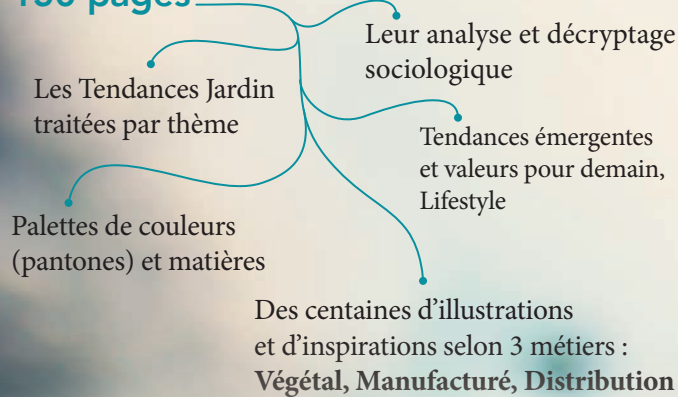 pages
Leur analyse et décryptage
sociologique
Les Tendances Jardin
traitées par thème
Tendances émergentes
et valeurs pour demain,
Lifestyle
Palettes de couleurs
(pantones) et matières
Des centaines d’illustrations
et d’inspirations selon 3 métiers :
Végétal, Manufacturé, Distribution